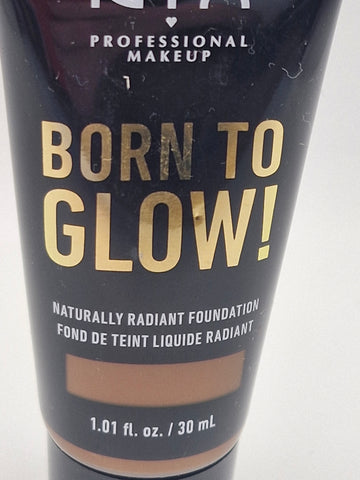 PROFESSIONAL
MAKEUP
BORN TO
GLOW!
NATURALLY RADIANT FOUNDATION
FOND DE TEINT LIQUIDE RADIANT
1.01 fl. oz. / 30 mL